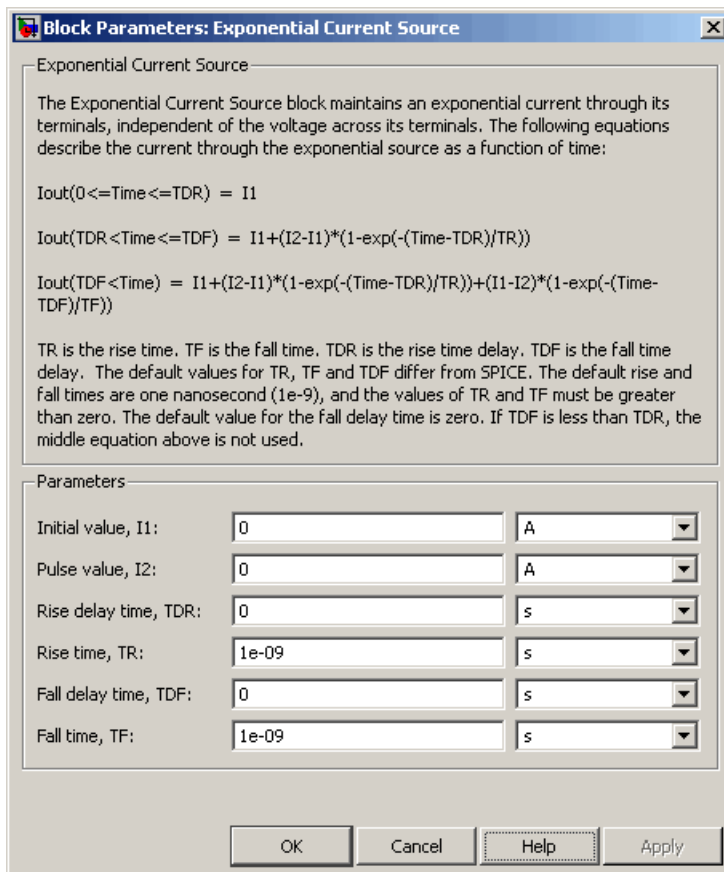 Block Parameters: Exponential Current Source
Exponential Current Source
The Exponential Current Source block maintains an exponential current through its
terminals, independent of the voltage across its terminals. The following equations
describe the current through the exponential source as a function of time:
Iout(0<=Time<=TDR) = I1
Iout(TDR<Time<=TDF) = I1+(I2-I1)*(1-exp(-(Time-TDR)/TR))
Iout(TDF<Time) = I1+(I2-I1)*(1-exp(-(Time-TDR)/TR))+(I1-I2)*(1-exp(-(Time-
TDF)/TF))
TR is the rise time. TF is the fall time. TDR is the rise time delay. TDF is the fall time
delay. The default values for TR, TF and TDF differ from SPICE. The default rise and
fall times are one nanosecond (1e-9), and the values of TR and TF must be greater
than zero. The default value for the fall delay time is zero. If TDF is less than TDR, the
middle equation above is not used.
Parameters
Initial value, I1: 0 A
Pulse value, I2: 0 A
Rise delay time, TDR: 0 s
Rise time, TR: 1e-09 s
Fall delay time, TDF: 0 s
Fall time, TF: 1e-09 s
OK Cancel Help Apply